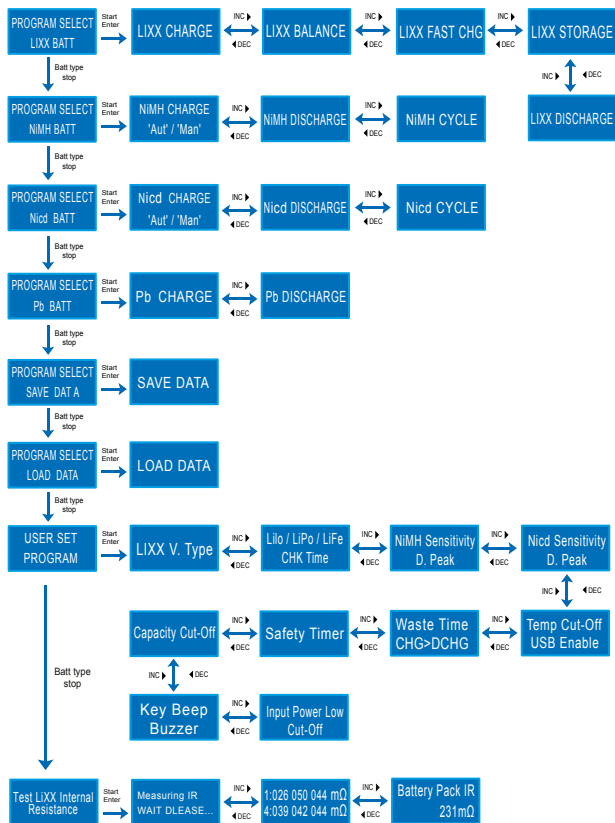 PROGRAM SELECT
LIXX BATT
Start
Enter
LIXX CHARGE
INC ▶
◀ DEC
LIXX BALANCE
INC ▶
◀ DEC
LIXX FAST CHG
INC ▶
◀ DEC
LIXX STORAGE
INC ▶
◀ DEC
LIXX DISCHARGE
Batt type
stop
PROGRAM SELECT
NiMH BATT
Start
Enter
NiMH CHARGE
'Aut' / 'Man'
INC ▶
◀ DEC
NiMH DISCHARGE
INC ▶
◀ DEC
NiMH CYCLE
Batt type
stop
PROGRAM SELECT
Nicd BATT
Start
Enter
Nicd CHARGE
'Aut' / 'Man'
INC ▶
◀ DEC
Nicd DISCHARGE
INC ▶
◀ DEC
Nicd CYCLE
Batt type
stop
PROGRAM SELECT
Pb BATT
Start
Enter
Pb CHARGE
INC ▶
◀ DEC
Pb DISCHARGE
Batt type
stop
PROGRAM SELECT
SAVE DAT A
Start
Enter
SAVE DATA
Batt type
stop
PROGRAM SELECT
LOAD DATA
Start
Enter
LOAD DATA
Batt type
stop
USER SET
PROGRAM
Start
Enter
LIXX V. Type
INC ▶
◀ DEC
LiIo / LiPo / LiFe
CHK Time
INC ▶
◀ DEC
NiMH Sensitivity
D. Peak
INC ▶
◀ DEC
Nicd Sensitivity
D. Peak
INC ▶
◀ DEC
Temp Cut-Off
USB Enable
INC ▶
◀ DEC
Waste Time
CHG>DCHG
INC ▶
◀ DEC
Safety Timer
INC ▶
◀ DEC
Capacity Cut-Off
INC ▶
◀ DEC
Key Beep
Buzzer
INC ▶
◀ DEC
Input Power Low
Cut-Off
Batt type
stop
Test LiXX Internal
Resistance
Start
Enter
Measuring IR
WAIT DLEASE...
INC ▶
◀ DEC
1:026 050 044 mΩ
4:039 042 044 mΩ
INC ▶
◀ DEC
Battery Pack IR
231mΩ